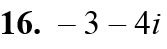 16. – 3 – 4i